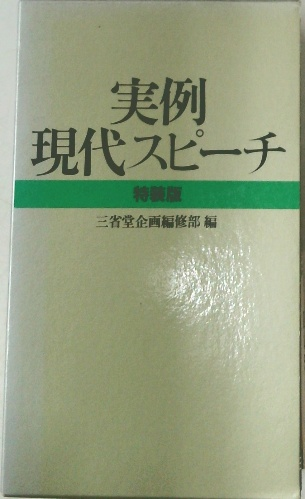 実例
現代スピーチ
特装版
三省堂企画編修部 編